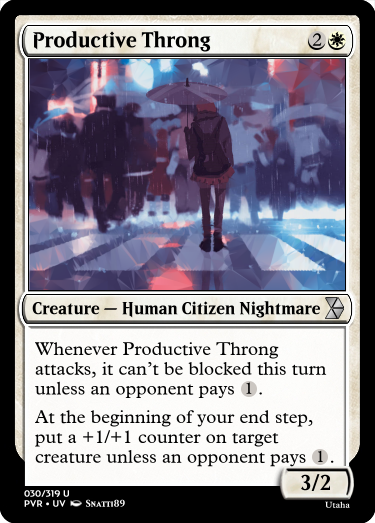 Productive Throng 2
Creature — Human Citizen Nightmare
Whenever Productive Throng
attacks, it can't be blocked this turn
unless an opponent pays 1.
At the beginning of your end step,
put a +1/+1 counter on target
creature unless an opponent pays 1.
3/2
030/319 U
PVR • UV Snatti89
Utaha